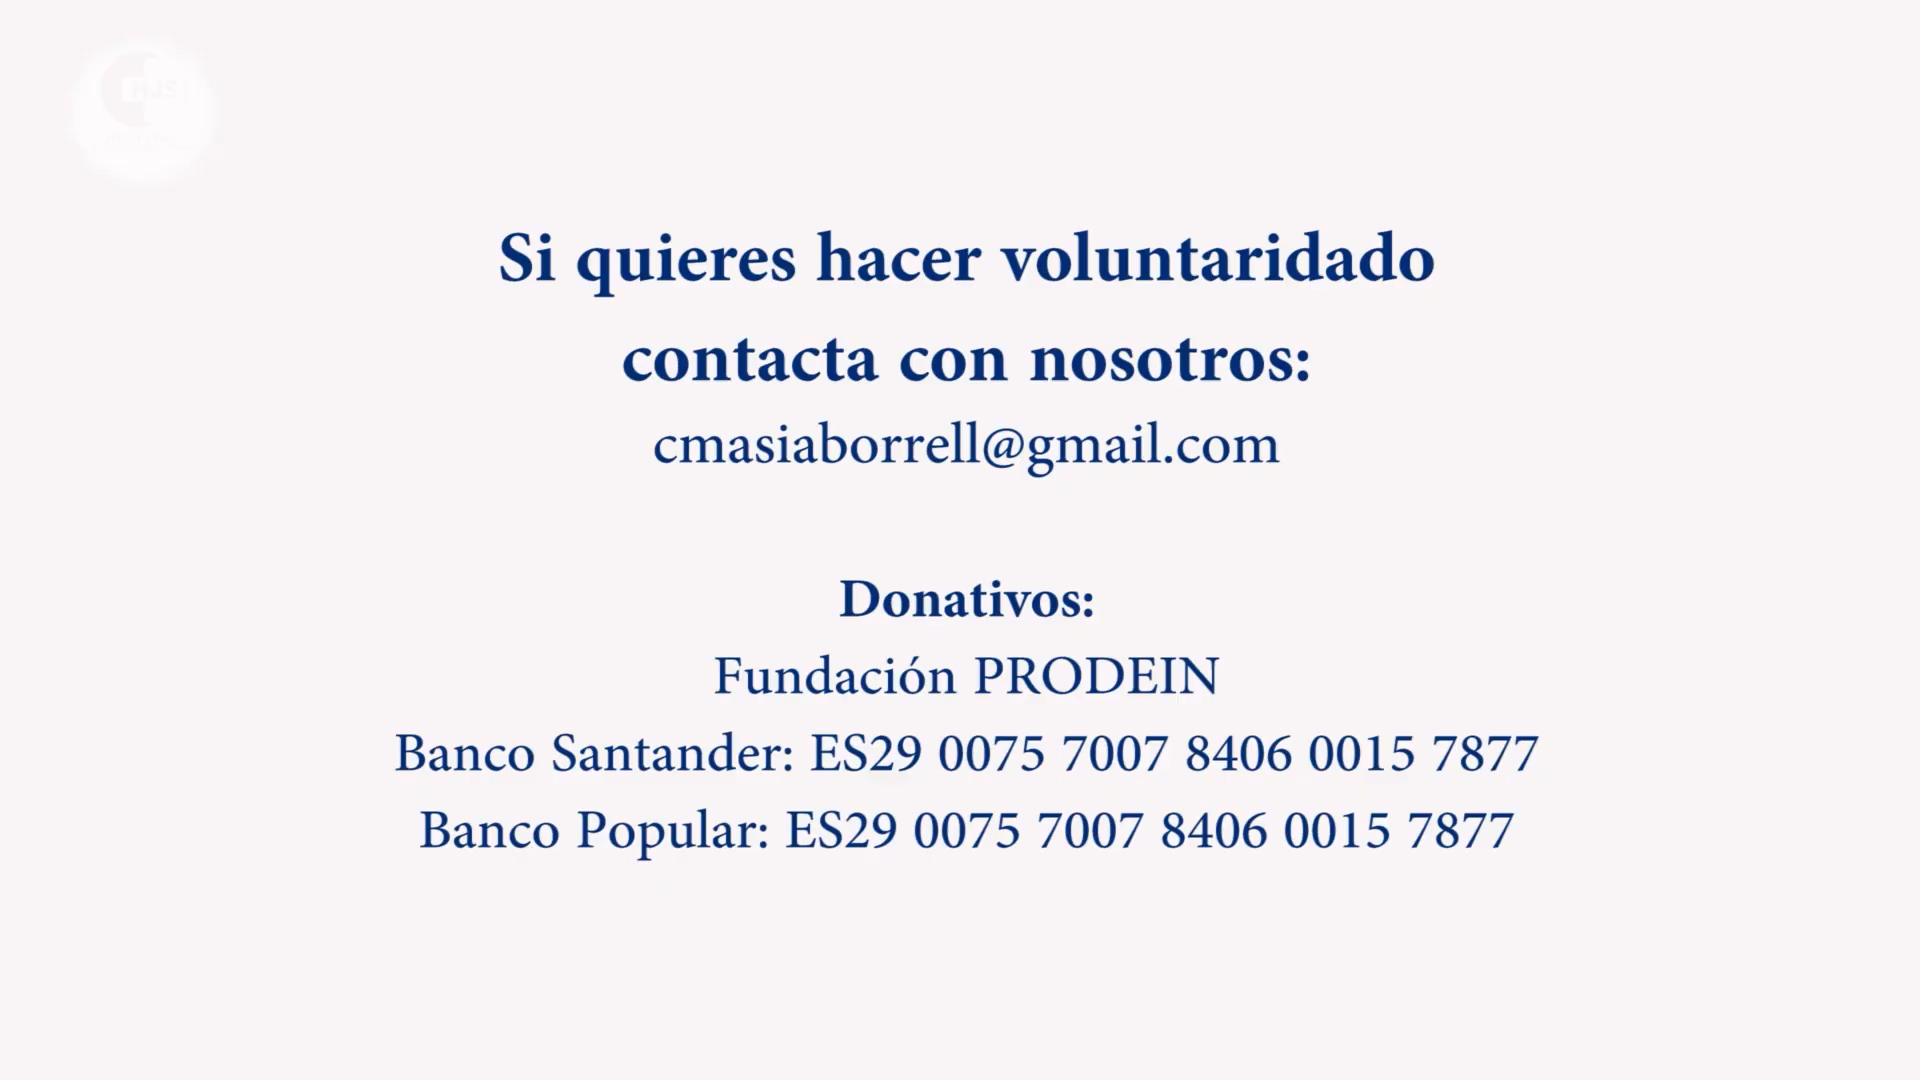 HJS
Si quieres hacer voluntaridado
contacta con nosotros:
cmasiaborrell@gmail.com
Donativos:
Fundación PRODEIN
Banco Santander: ES29 0075 7007 8406 0015 7877
Banco Popular: ES29 0075 7007 8406 0015 7877